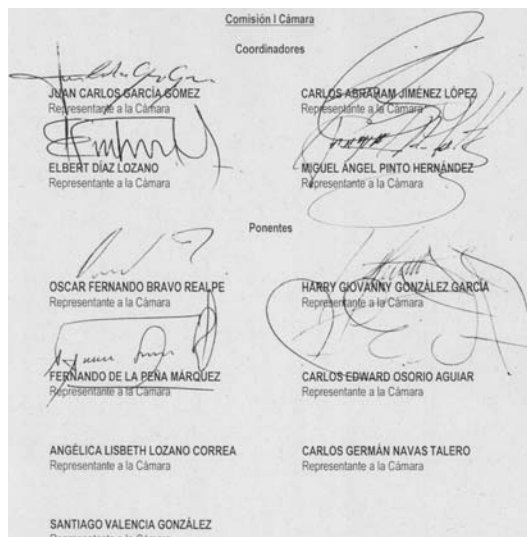 Comisión I Cámara
Coordinadores
JUAN CARLOS GARCÍA GÓMEZ
Representante a la Cámara
CARLOS ABRAHAM JIMÉNEZ LÓPEZ
Representante a la Cámara
ELBERT DÍAZ LOZANO
Representante a la Cámara
MIGUEL ÁNGEL PINTO HERNÁNDEZ
Representante a la Cámara
Ponentes
OSCAR FERNANDO BRAVO REALPE
Representante a la Cámara
HARRY GIOVANNY GONZÁLEZ GARCÍA
Representante a la Cámara
FERNANDO DE LA PEÑA MÁRQUEZ
Representante a la Cámara
CARLOS EDWARD OSORIO AGUIAR
Representante a la Cámara
ANGÉLICA LISBETH LOZANO CORREA
Representante a la Cámara
CARLOS GERMÁN NAVAS TALERO
Representante a la Cámara
SANTIAGO VALENCIA GONZÁLEZ
Representante a la Cámara